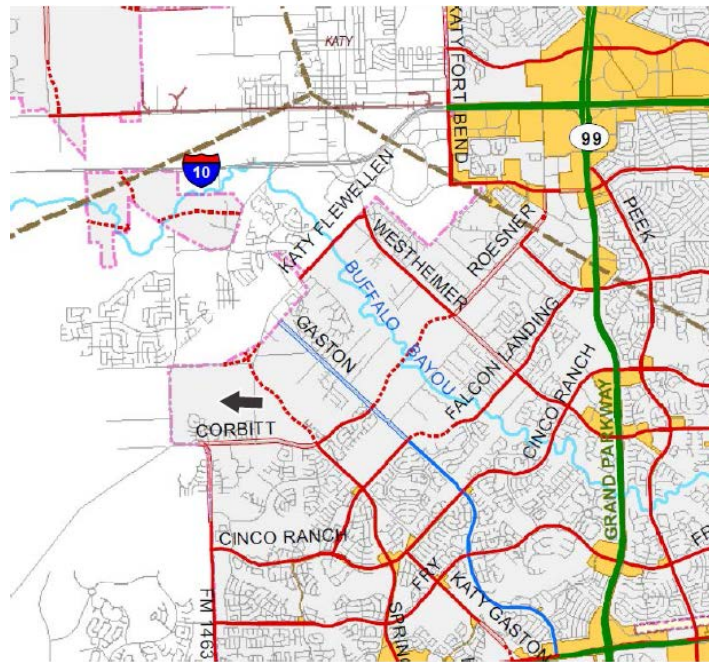 KATY
KATY FORT BEND
99
10
KATY FLEWELLEN
WESTHEIMER
ROESNER
PEEK
BUFFALO BAYOU
GASTON
FALCON LANDING
CINCO RANCH
GRAND PARKWAY
CORBITT
CINCO RANCH
FM 1463
SPRING
FRY
KATY GASTON